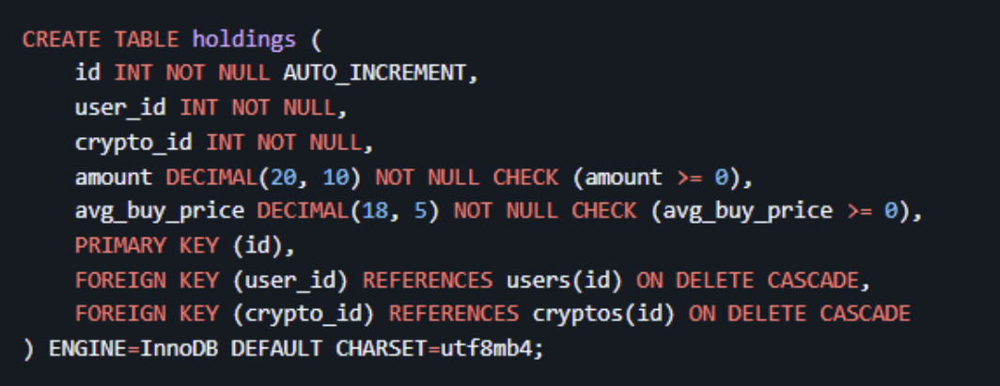 CREATE TABLE holdings (
    id INT NOT NULL AUTO_INCREMENT,
    user_id INT NOT NULL,
    crypto_id INT NOT NULL,
    amount DECIMAL(20, 10) NOT NULL CHECK (amount >= 0),
    avg_buy_price DECIMAL(18, 5) NOT NULL CHECK (avg_buy_price >= 0),
    PRIMARY KEY (id),
    FOREIGN KEY (user_id) REFERENCES users(id) ON DELETE CASCADE,
    FOREIGN KEY (crypto_id) REFERENCES cryptos(id) ON DELETE CASCADE
) ENGINE=InnoDB DEFAULT CHARSET=utf8mb4;